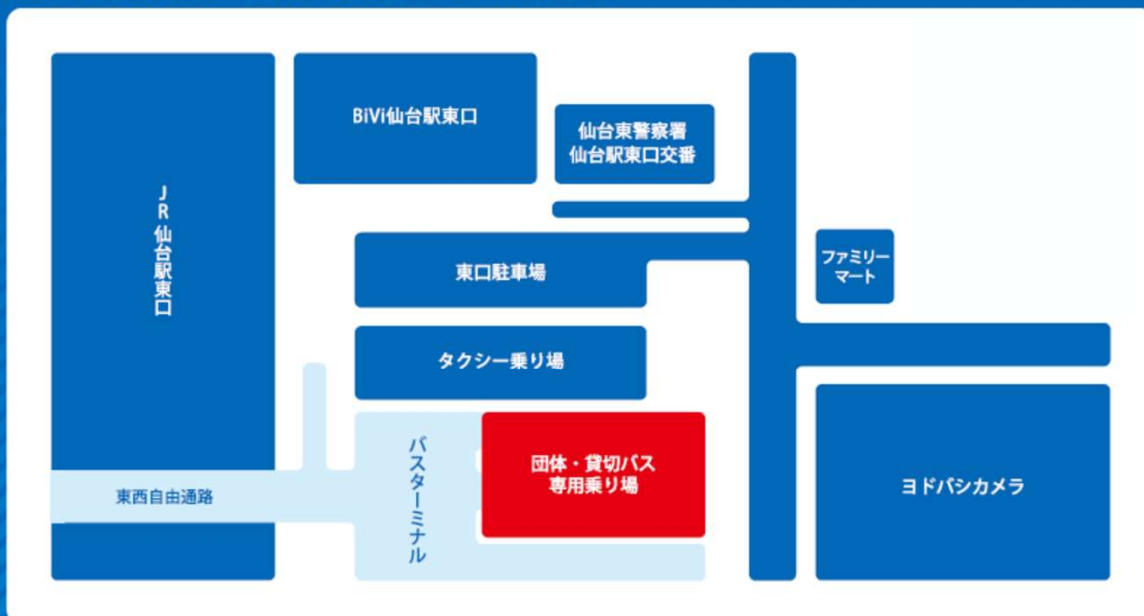 JR仙台駅東口
BiVi仙台駅東口
仙台東警察署
仙台駅東口交番
東口駐車場
ファミリー
マート
タクシー乗り場
バスターミナル
団体・貸切バス
専用乗り場
ヨドバシカメラ
東西自由通路